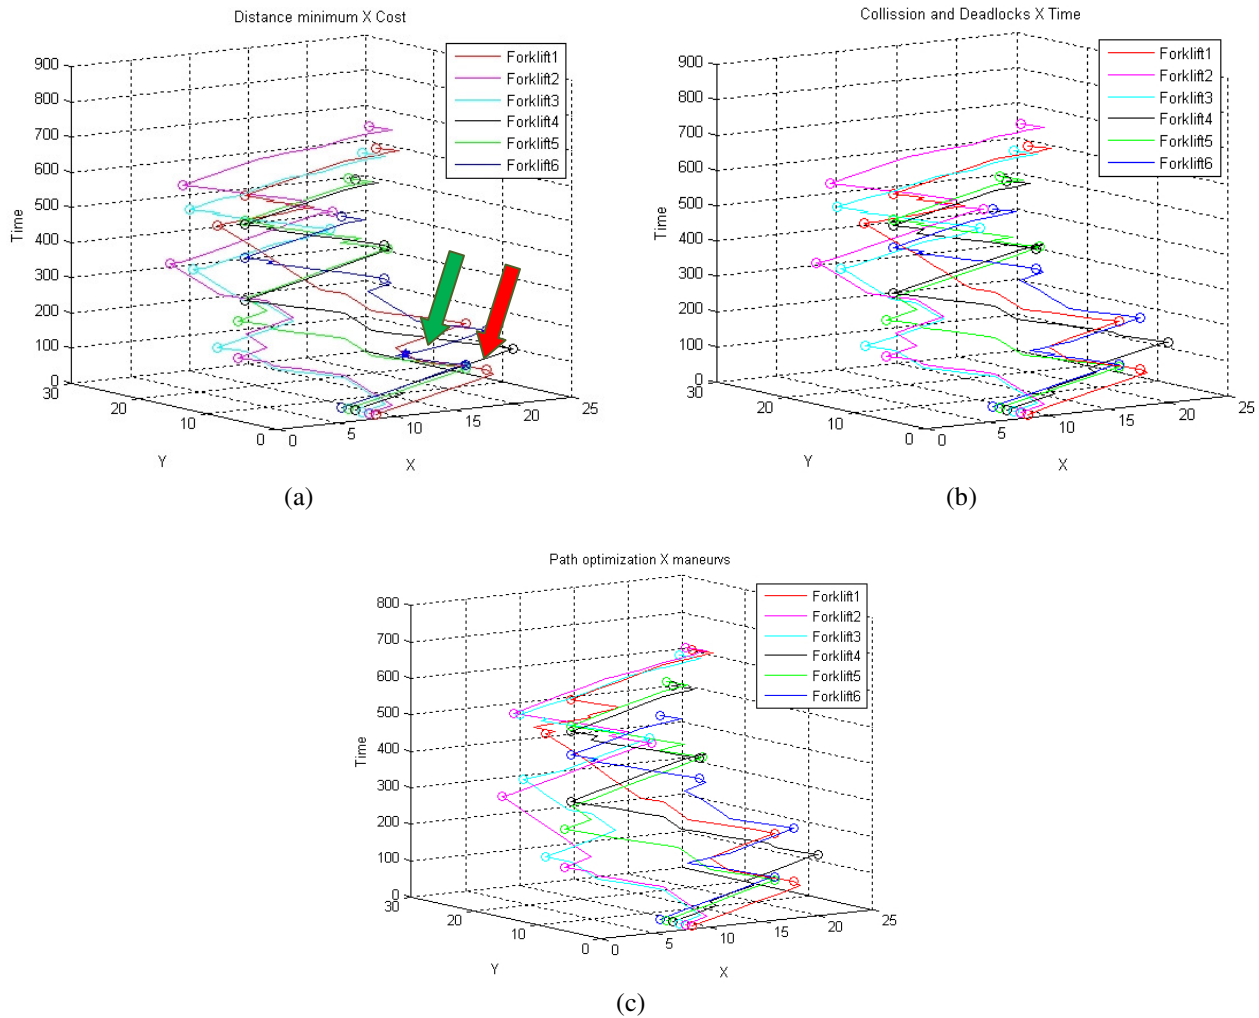 Distance minimum X Cost
900
800
700
600
500
400
300
200
100
0
30
20
10
0
0
5
10
15
20
25
Time
Y
X
Forklift1
Forklift2
Forklift3
Forklift4
Forklift5
Forklift6
(a)
Collission and Deadlocks X Time
900
800
700
600
500
400
300
200
100
0
30
20
10
0
0
5
10
15
20
25
Time
Y
X
Forklift1
Forklift2
Forklift3
Forklift4
Forklift5
Forklift6
(b)
Path optimization X maneurvs
800
700
600
500
400
300
200
100
0
30
20
10
0
0
5
10
15
20
25
Time
Y
X
Forklift1
Forklift2
Forklift3
Forklift4
Forklift5
Forklift6
(c)